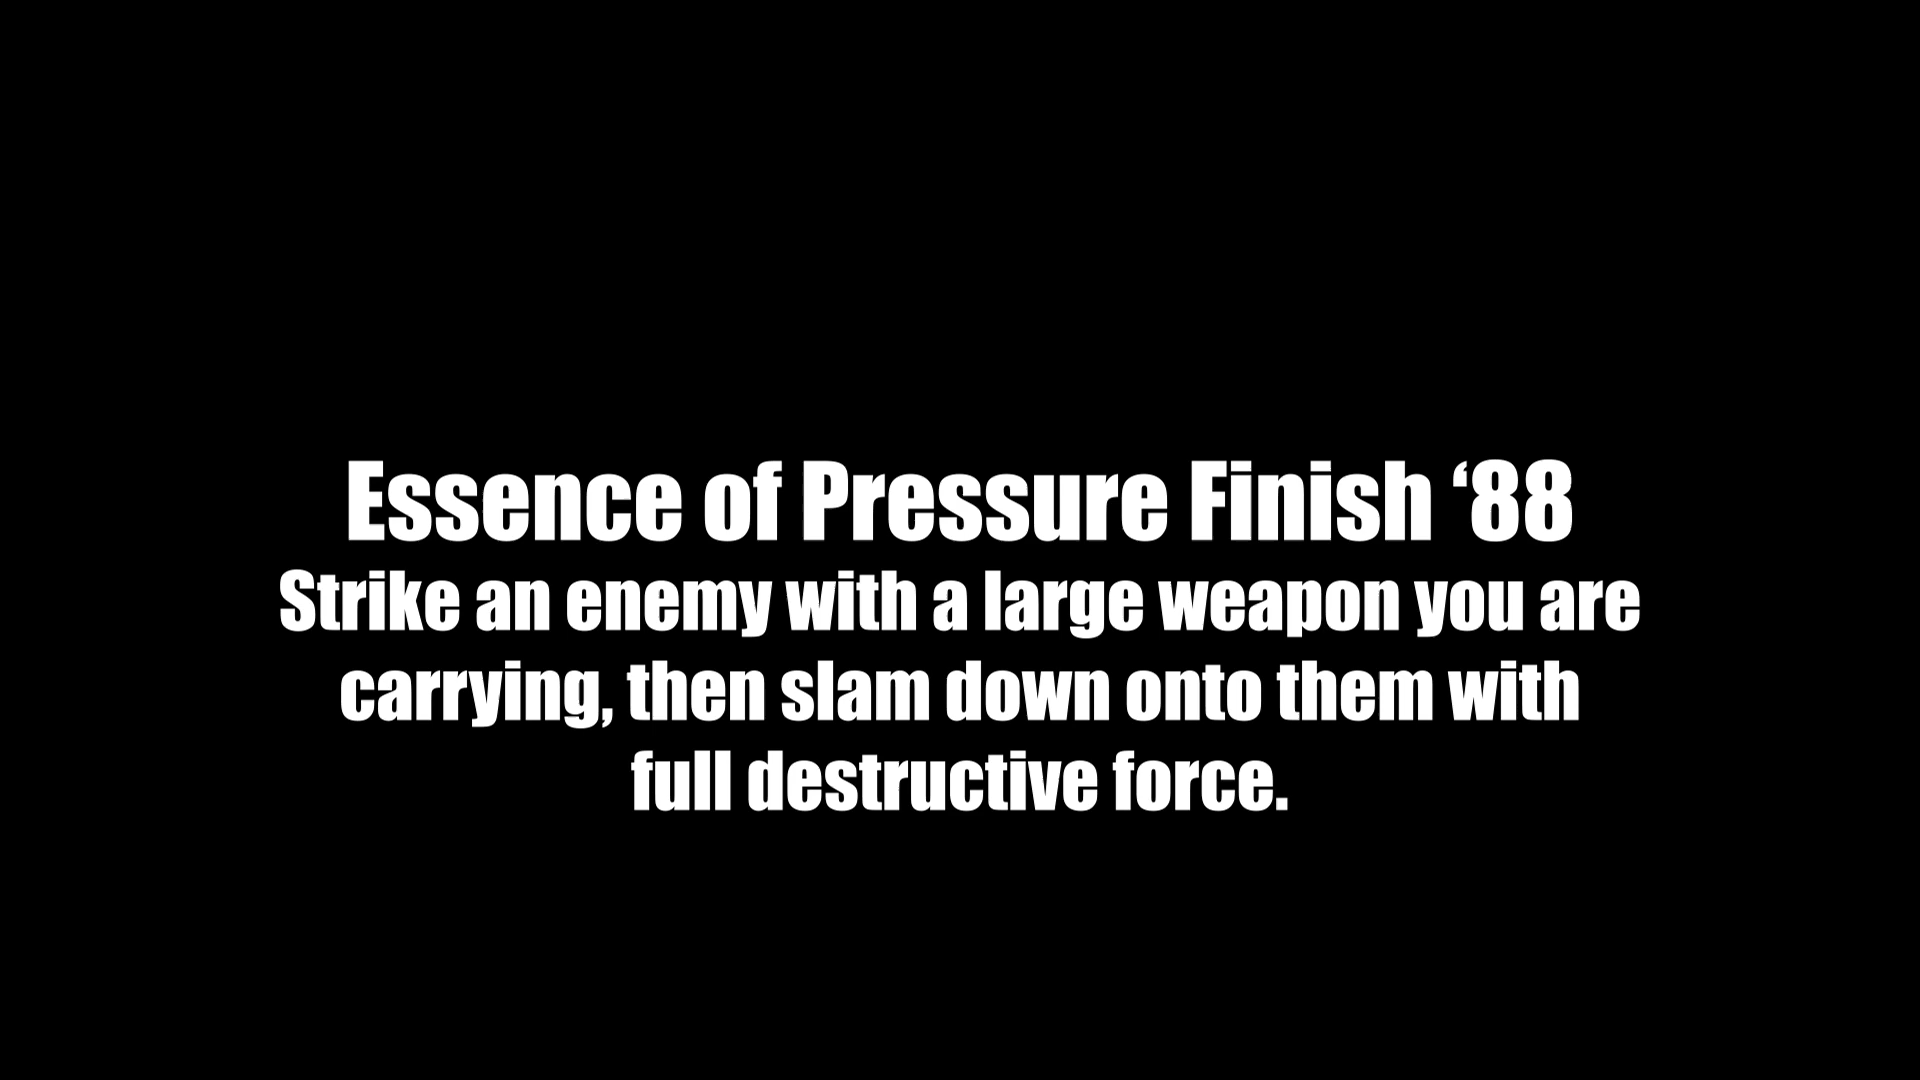 Essence of Pressure Finish ‘88
Strike an enemy with a large weapon you are
carrying, then slam down onto them with
full destructive force.